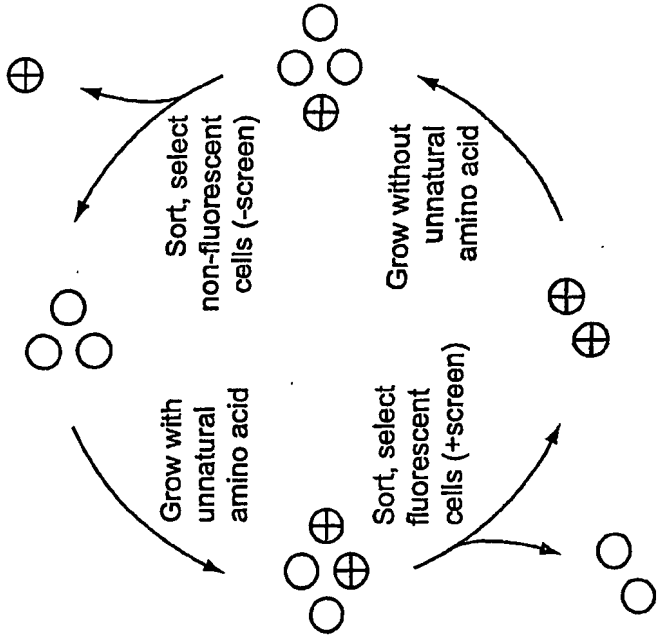 Grow with
unnatural
amino acid
Sort, select
fluorescent
cells (+screen)
Grow without
unnatural
amino acid
Sort, select
non-fluorescent
cells (-screen)